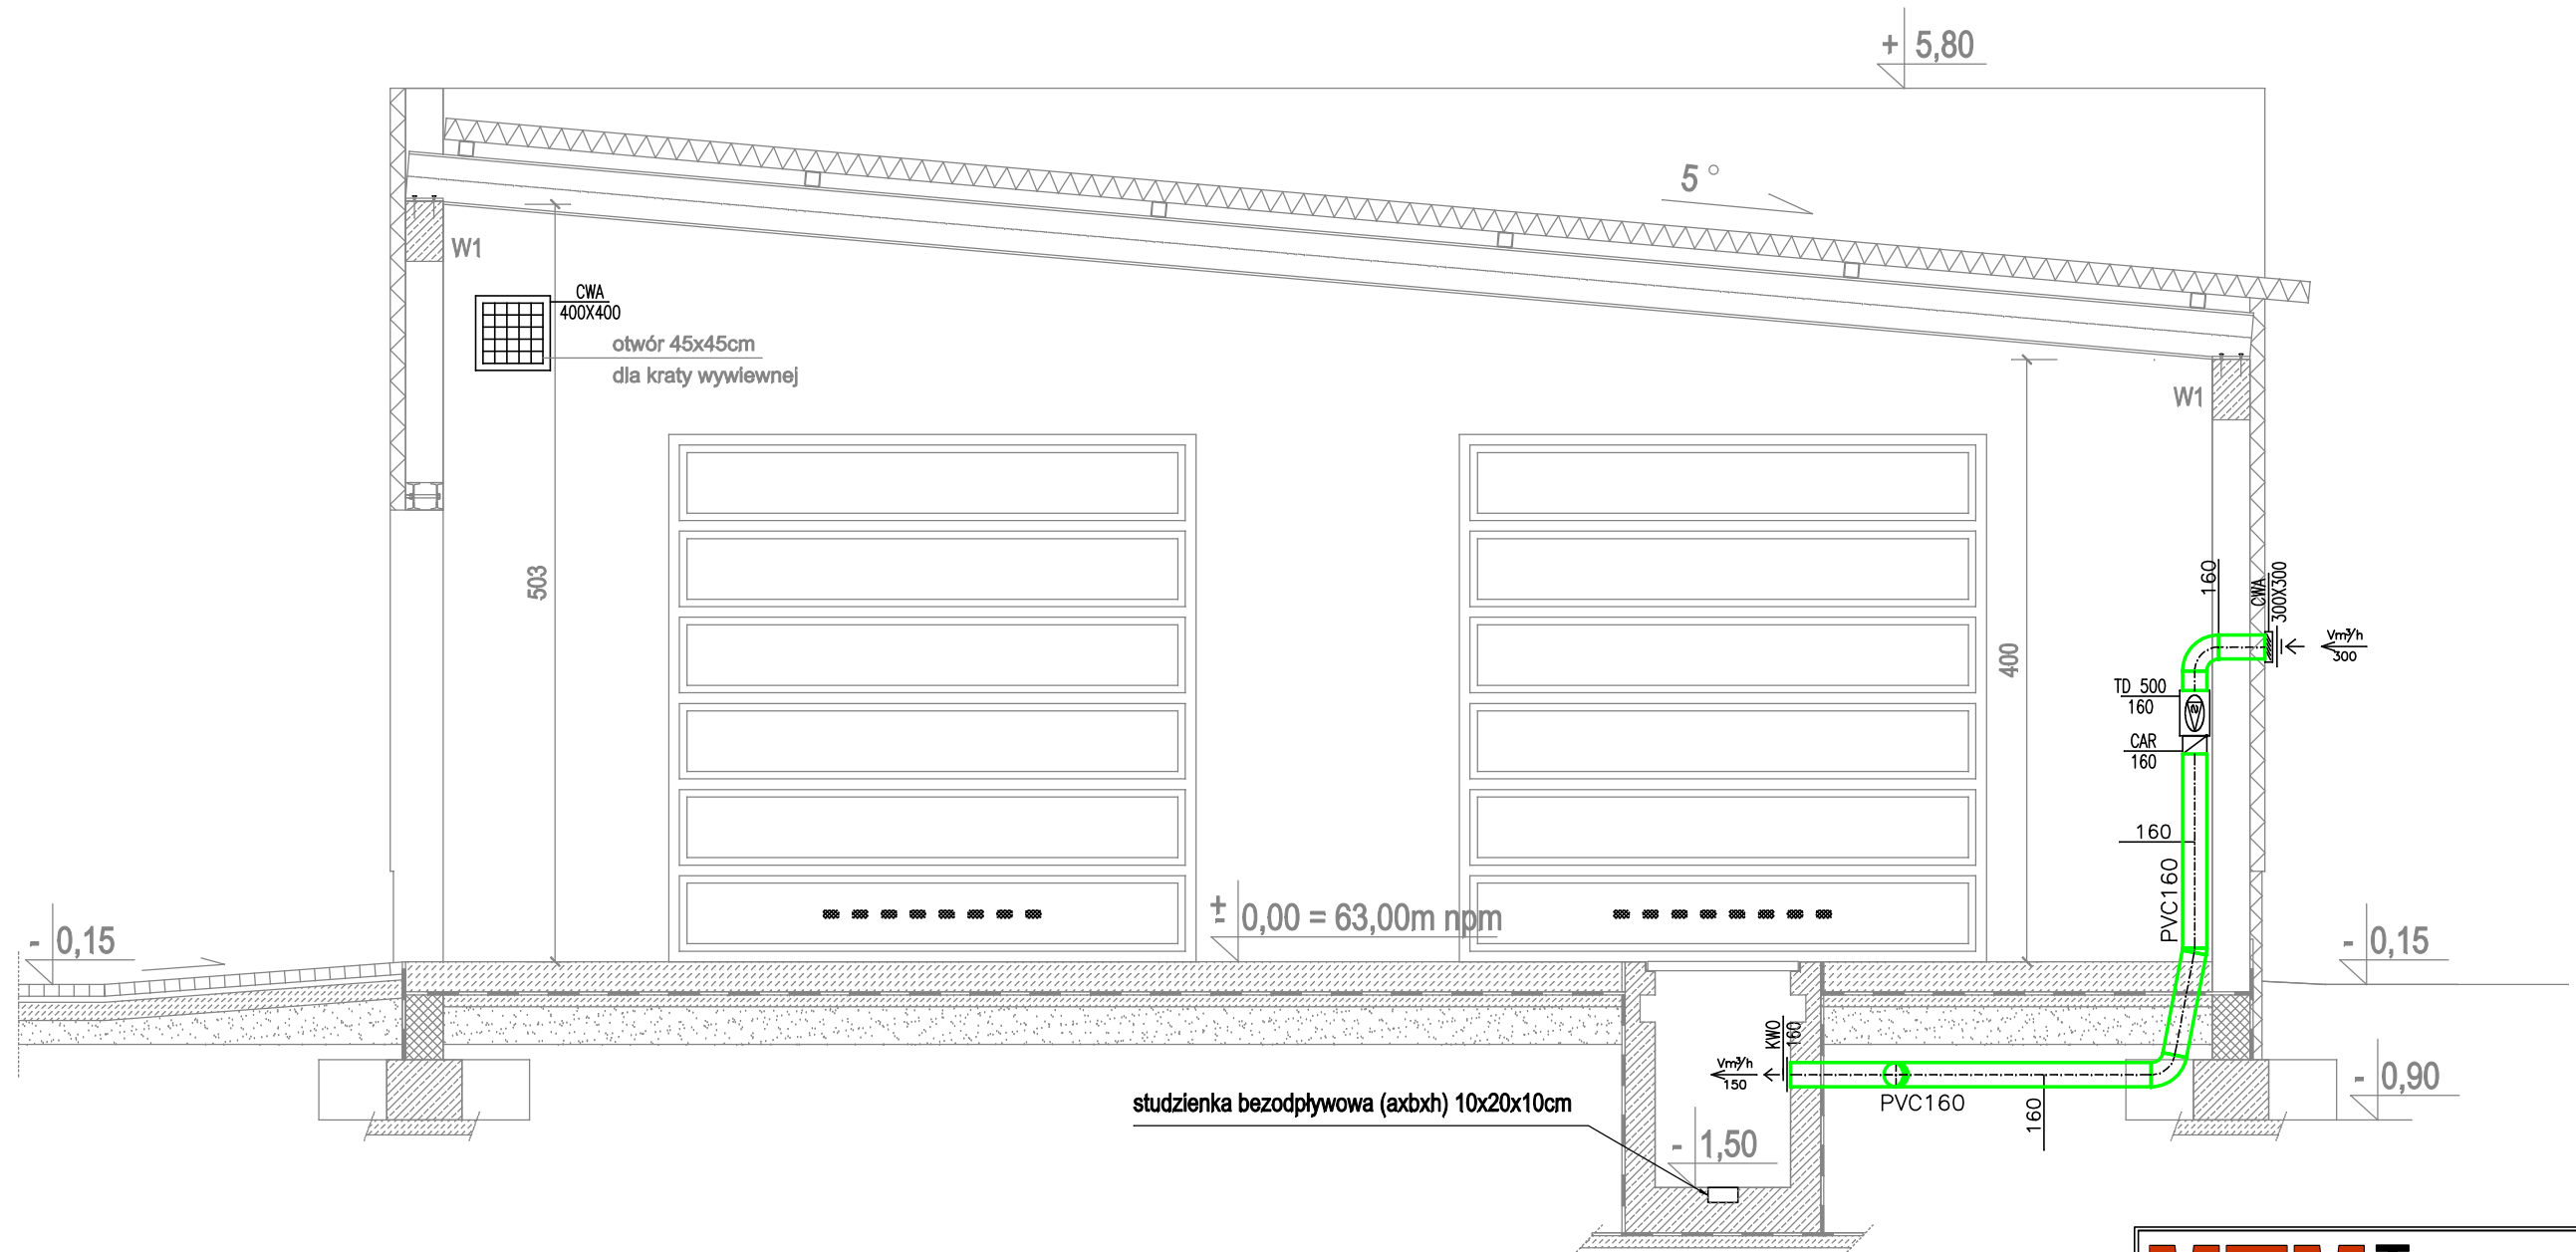 + 5,80
5 °
W1
CWA
400X400
otwór 45x45cm
dla kraty wywiewnej
W1
503
400
160
CWA
300X300
Vm³/h
300
TD 500
160
CAR
160
160
PVC160
± 0,00 = 63,00m npm
- 0,15
- 0,15
KWO
160
Vm³/h
150
- 0,90
studzienka bezodpływowa (axbxh) 10x20x10cm
PVC160
160
- 1,50